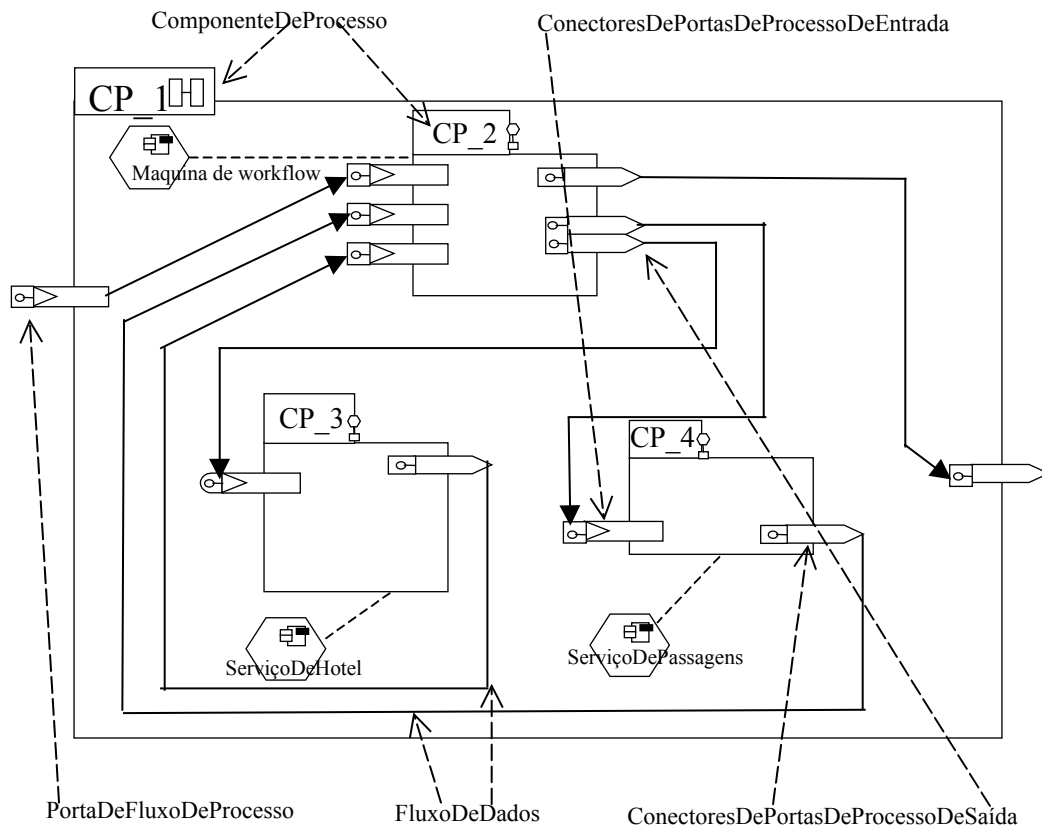 ComponenteDeProcesso
ConectoresDePortasDeProcessoDeEntrada
CP_1
CP_2
Maquina de workflow
CP_3
CP_4
ServiçoDeHotel
ServiçoDePassagens
PortaDeFluxoDeProcesso
FluxoDeDados
ConectoresDePortasDeProcessoDeSaída